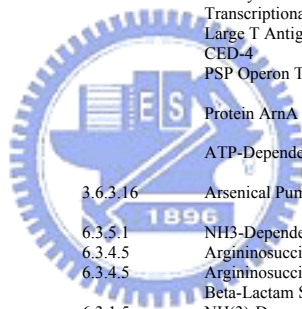 Transcriptional
Large T Antig
CED-4
PSP Operon T
Protein ArnA
ATP-Depende
3.6.3.16 Arsenical Pum
6.3.5.1 NH3-Depende
6.3.4.5 Argininosucci
6.3.4.5 Argininosucci
Beta-Lactam S
E S
1896